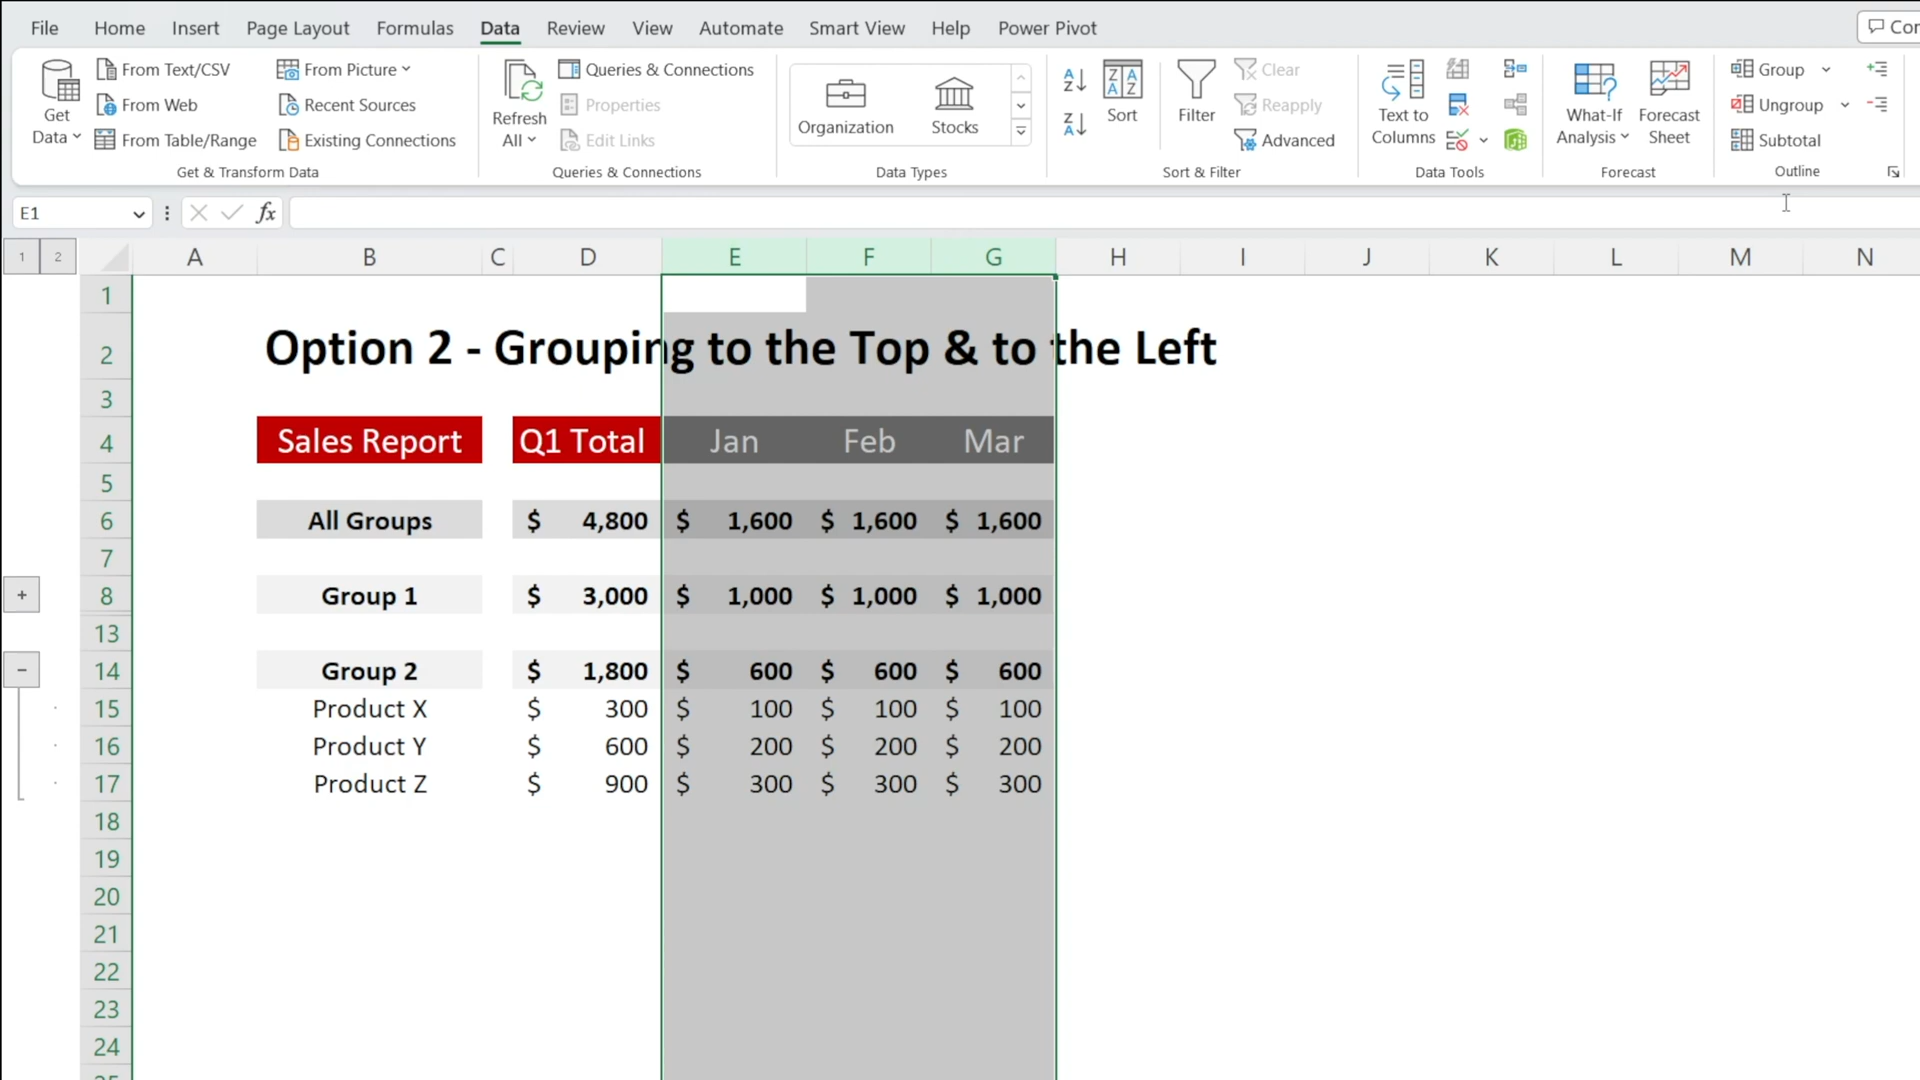 File Home Insert Page Layout Formulas Data Review View Automate Smart View Help Power Pivot
Get Data
From Text/CSV
From Web
From Table/Range
From Picture
Recent Sources
Existing Connections
Get & Transform Data
Refresh All
Queries & Connections
Properties
Edit Links
Queries & Connections
Organization
Stocks
Data Types
Sort
Filter
Clear
Reapply
Advanced
Sort & Filter
Text to Columns
Data Tools
What-If Analysis
Forecast Sheet
Forecast
Group
Ungroup
Subtotal
Outline
E1 fx
1 2 A B C D E F G H I J K L M N
1
2 Option 2 - Grouping to the Top & to the Left
3
4 Sales Report Q1 Total Jan Feb Mar
5
6 All Groups $ 4,800 $ 1,600 $ 1,600 $ 1,600
7
+ 8 Group 1 $ 3,000 $ 1,000 $ 1,000 $ 1,000
13
- 14 Group 2 $ 1,800 $ 600 $ 600 $ 600
15 Product X $ 300 $ 100 $ 100 $ 100
16 Product Y $ 600 $ 200 $ 200 $ 200
17 Product Z $ 900 $ 300 $ 300 $ 300
18
19
20
21
22
23
24